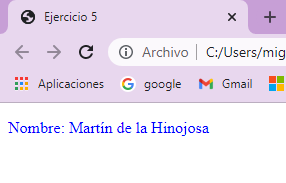 Ejercicio 5
Archivo C:/Users/mig
Aplicaciones google Gmail
Nombre: Martín de la Hinojosa